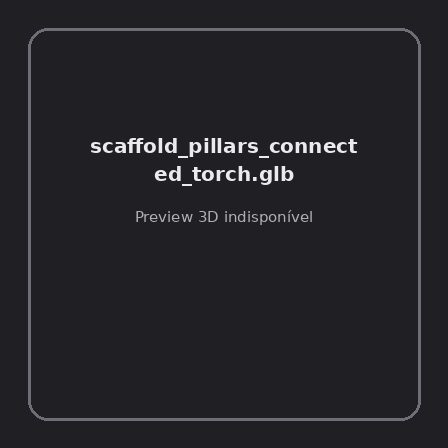 scaffold_pillars_connect
ed_torch.glb
Preview 3D indisponível